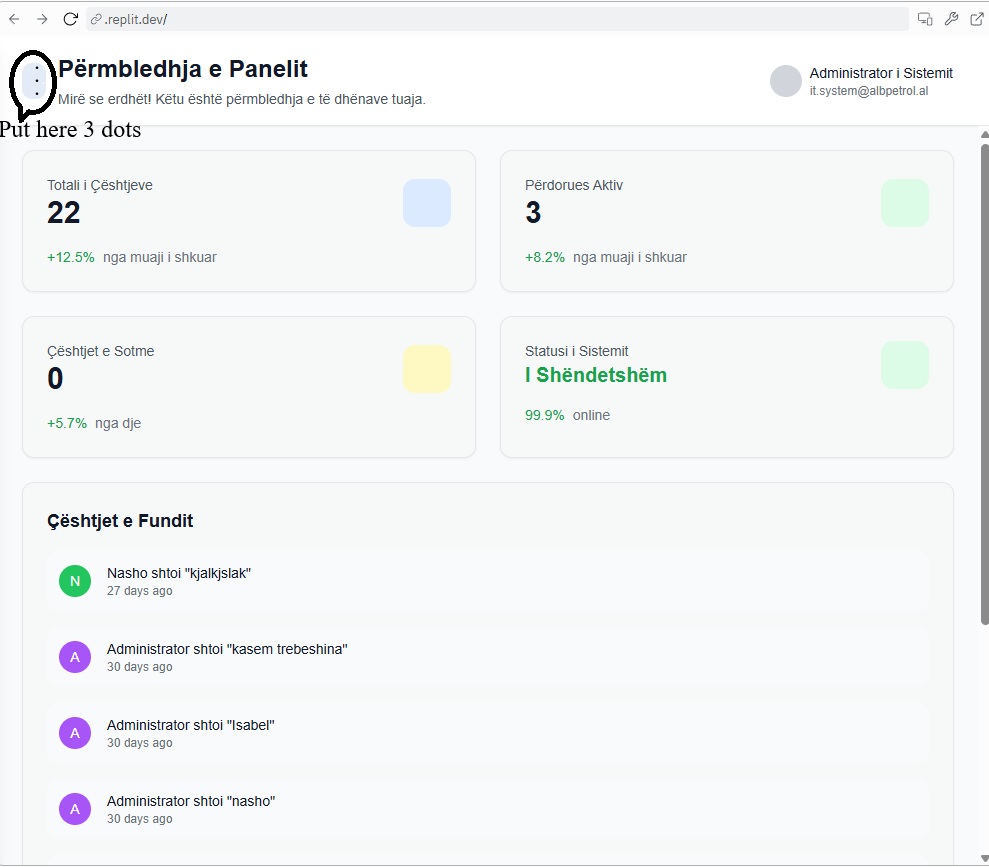 .replit.dev/
Përmbledhja e Panelit
Mirë se erdhët! Këtu është përmbledhja e të dhënave tuaja.
Administrator i Sistemit
it.system@albpetrol.al
Put here 3 dots
Totali i Çështjeve
22
+12.5% nga muaji i shkuar
Përdorues Aktiv
3
+8.2% nga muaji i shkuar
Çështjet e Sotme
0
+5.7% nga dje
Statusi i Sistemit
I Shëndetshëm
99.9% online
Çështjet e Fundit
N
Nasho shtoi "kjalkjslak"
27 days ago
A
Administrator shtoi "kasem trebeshina"
30 days ago
A
Administrator shtoi "Isabel"
30 days ago
A
Administrator shtoi "nasho"
30 days ago